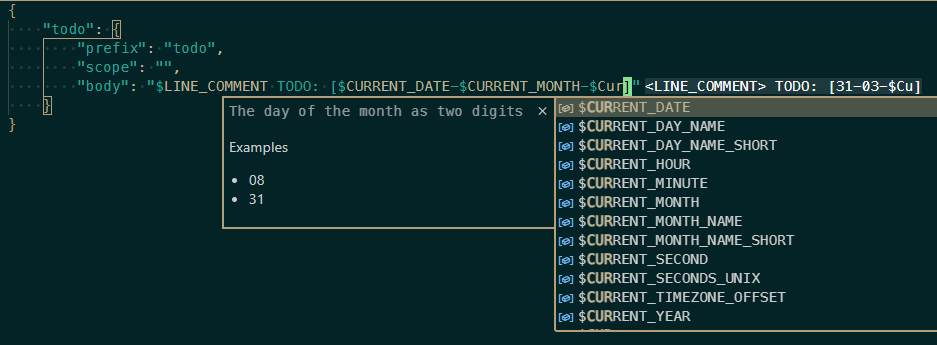 {
"todo": {
"prefix": "todo",
"scope": "",
"body": "$LINE_COMMENT TODO: [$CURRENT_DATE-$CURRENT_MONTH-$Cur]" <LINE_COMMENT> TODO: [31-03-$Cu]
}
}
The day of the month as two digits ×
Examples
• 08
• 31
$CURRENT_DATE
$CURRENT_DAY_NAME
$CURRENT_DAY_NAME_SHORT
$CURRENT_HOUR
$CURRENT_MINUTE
$CURRENT_MONTH
$CURRENT_MONTH_NAME
$CURRENT_MONTH_NAME_SHORT
$CURRENT_SECOND
$CURRENT_SECONDS_UNIX
$CURRENT_TIMEZONE_OFFSET
$CURRENT_YEAR